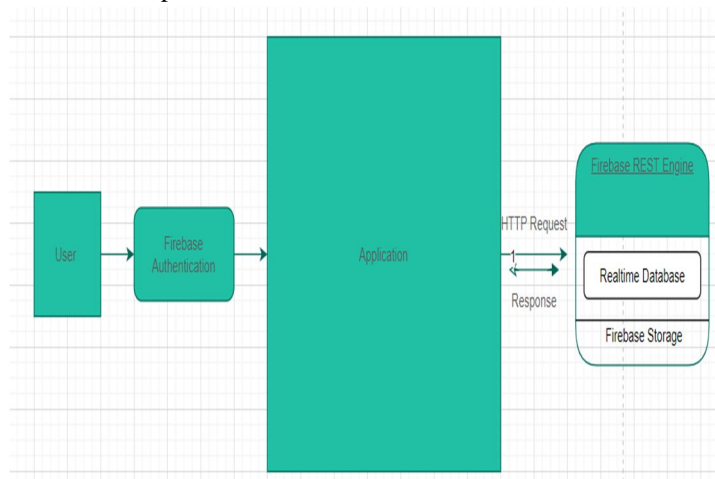 User
Firebase
Authentication
Application
HTTP Request
1
Response
Firebase REST Engine
Realtime Database
Firebase Storage